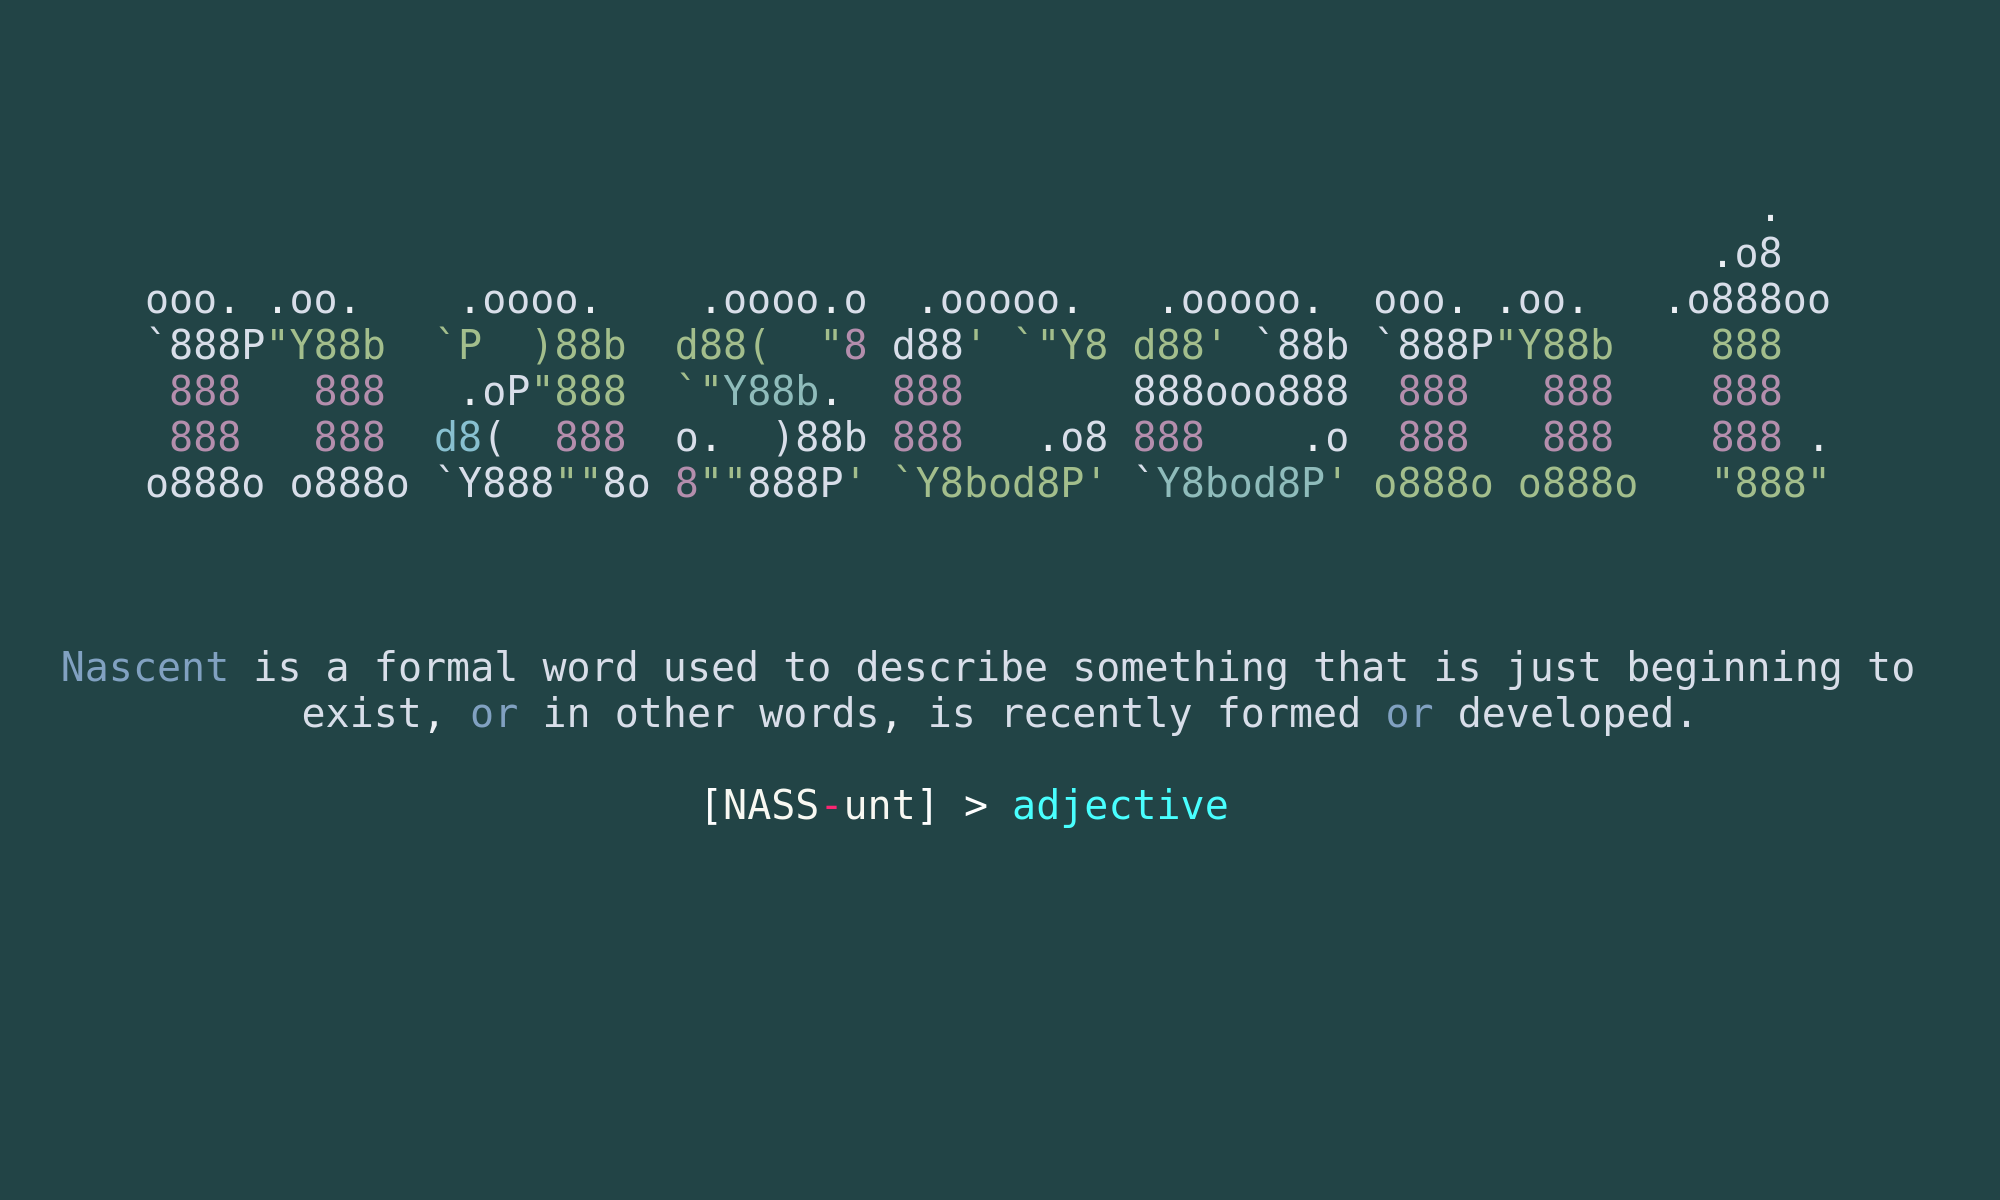 .
                                                                 .o8
ooo. .oo.    .oooo.    .oooo.o  .ooooo.   .ooooo.  ooo. .oo.   .o888oo
`888P"Y88b  `P  )88b  d88(  "8 d88' `"Y8 d88' `88b `888P"Y88b    888
 888   888   .oP"888  `"Y88b.  888       888ooo888  888   888    888
 888   888  d8(  888  o.  )88b 888   .o8 888    .o  888   888    888 .
o888o o888o `Y888""8o 8""888P' `Y8bod8P' `Y8bod8P' o888o o888o   "888"
Nascent is a formal word used to describe something that is just beginning to
exist, or in other words, is recently formed or developed.
[NASS-unt] > adjective